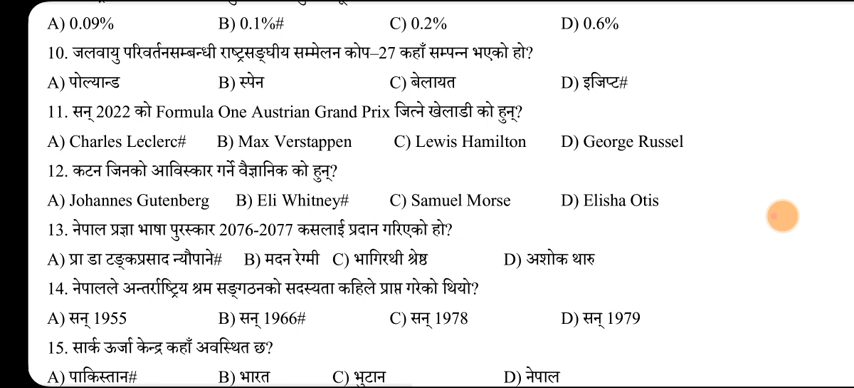 A) 0.09% B) 0.1%# C) 0.2% D) 0.6%
10. जलवायु परिवर्तनसम्बन्धी राष्ट्रसङ्घीय सम्मेलन कोप–27 कहाँ सम्पन्न भएको हो?
A) पोल्यान्ड B) स्पेन C) बेलायत D) इजिप्ट#
11. सन् 2022 को Formula One Austrian Grand Prix जित्ने खेलाडी को हुन्?
A) Charles Leclerc# B) Max Verstappen C) Lewis Hamilton D) George Russel
12. कटन जिनको आविस्कार गर्ने वैज्ञानिक को हुन्?
A) Johannes Gutenberg B) Eli Whitney# C) Samuel Morse D) Elisha Otis
13. नेपाल प्रज्ञा भाषा पुरस्कार 2076-2077 कसलाई प्रदान गरिएको हो?
A) प्रा डा टङ्कप्रसाद न्यौपाने# B) मदन रेग्मी C) भागिरथी श्रेष्ठ D) अशोक थारु
14. नेपालले अन्तर्राष्ट्रिय श्रम सङ्गठनको सदस्यता कहिले प्राप्त गरेको थियो?
A) सन् 1955 B) सन् 1966# C) सन् 1978 D) सन् 1979
15. सार्क ऊर्जा केन्द्र कहाँ अवस्थित छ?
A) पाकिस्तान# B) भारत C) भुटान D) नेपाल